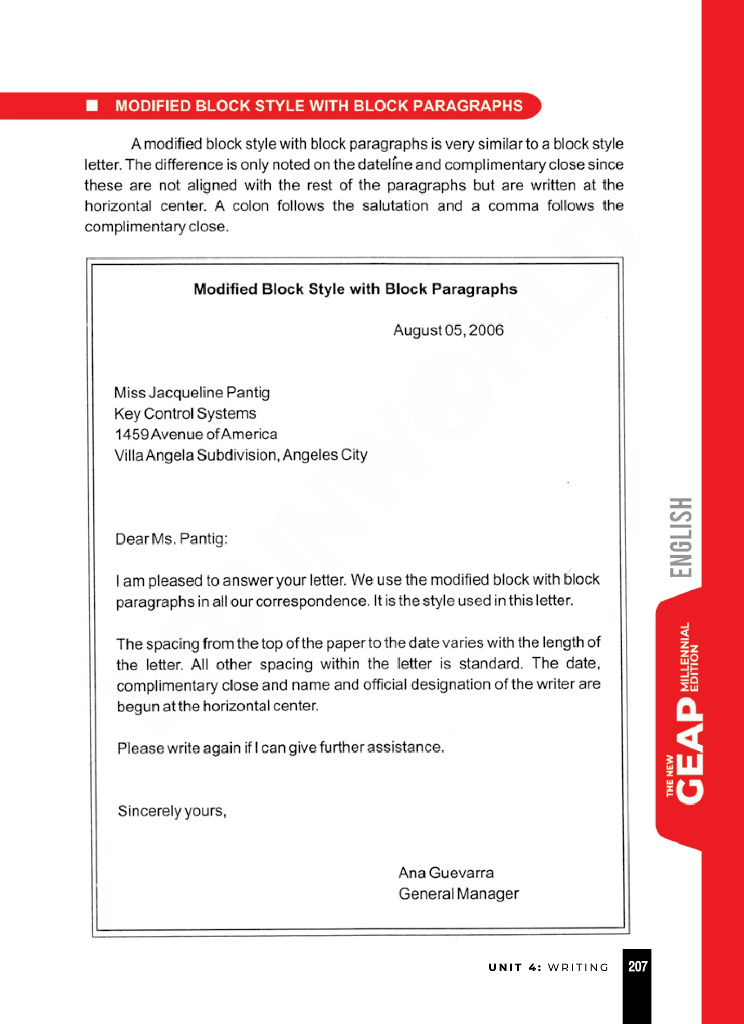 MODIFIED BLOCK STYLE WITH BLOCK PARAGRAPHS
A modified block style with block paragraphs is very similar to a block style
letter. The difference is only noted on the dateline and complimentary close since
these are not aligned with the rest of the paragraphs but are written at the
horizontal center. A colon follows the salutation and a comma follows the
complimentary close.
Modified Block Style with Block Paragraphs
August 05, 2006
Miss Jacqueline Pantig
Key Control Systems
1459 Avenue of America
Villa Angela Subdivision, Angeles City
Dear Ms. Pantig:
I am pleased to answer your letter. We use the modified block with block
paragraphs in all our correspondence. It is the style used in this letter.
The spacing from the top of the paper to the date varies with the length of
the letter. All other spacing within the letter is standard. The date,
complimentary close and name and official designation of the writer are
begun at the horizontal center.
Please write again if I can give further assistance.
Sincerely yours,
Ana Guevarra
General Manager
ENGLISH
THE NEW
GEAP
MILLENNIAL
EDITION
UNIT 4: WRITING
207